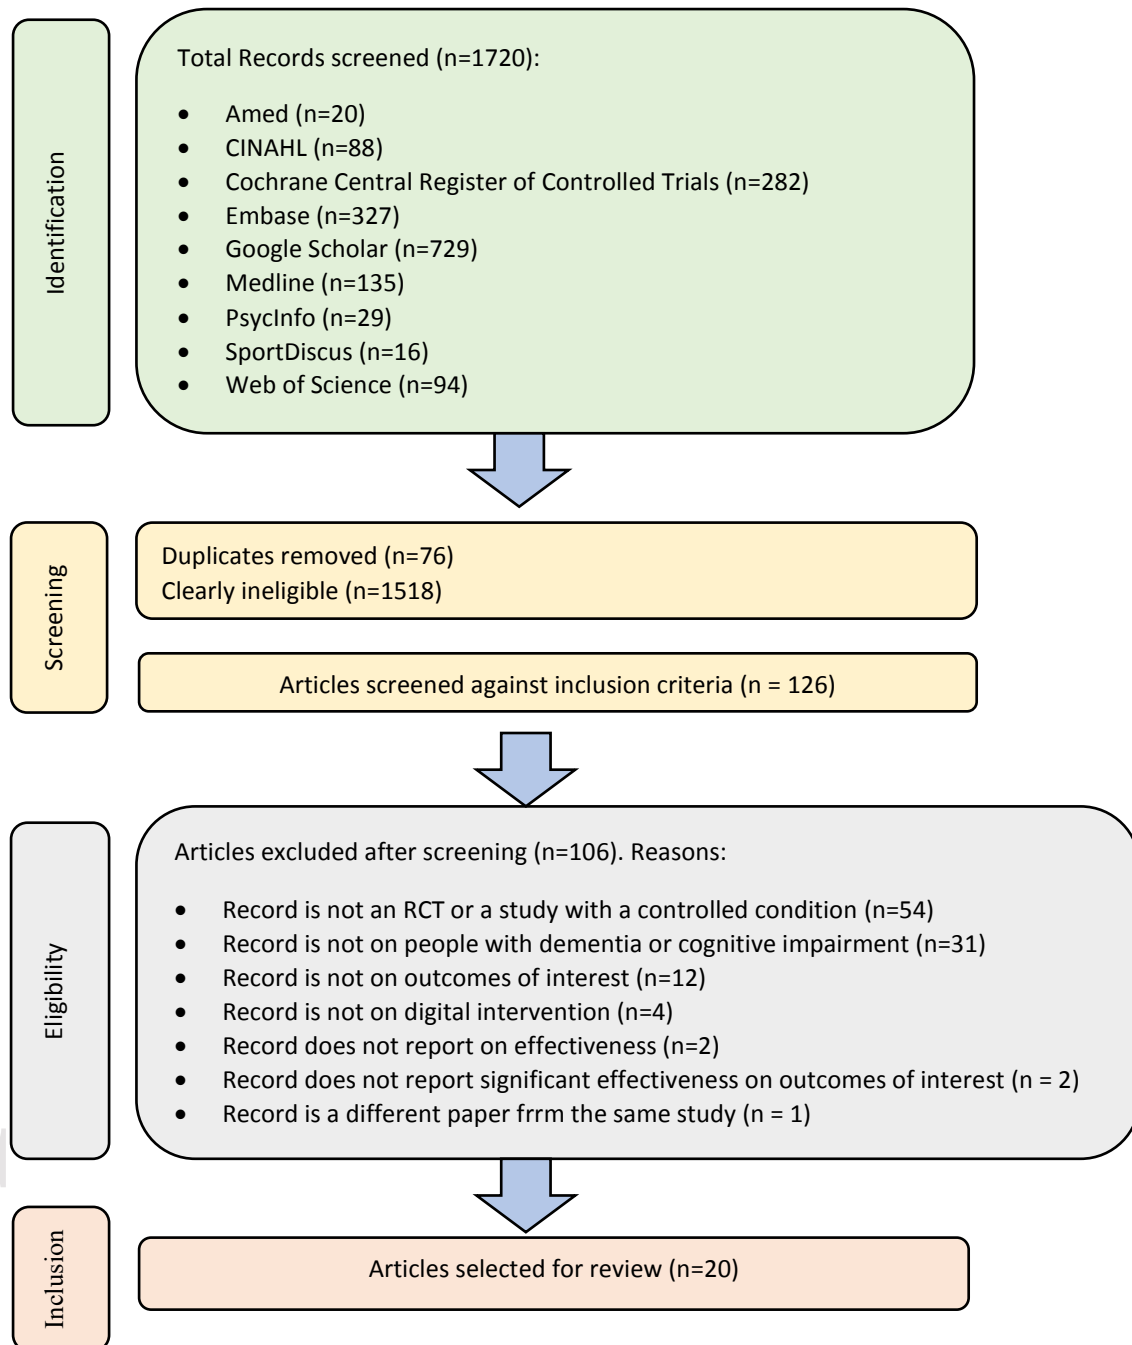 Identification
Total Records screened (n=1720):
• Amed (n=20)
• CINAHL (n=88)
• Cochrane Central Register of Controlled Trials (n=282)
• Embase (n=327)
• Google Scholar (n=729)
• Medline (n=135)
• PsycInfo (n=29)
• SportDiscus (n=16)
• Web of Science (n=94)
Screening
Duplicates removed (n=76)
Clearly ineligible (n=1518)
Articles screened against inclusion criteria (n = 126)
Eligibility
Articles excluded after screening (n=106). Reasons:
• Record is not an RCT or a study with a controlled condition (n=54)
• Record is not on people with dementia or cognitive impairment (n=31)
• Record is not on outcomes of interest (n=12)
• Record is not on digital intervention (n=4)
• Record does not report on effectiveness (n=2)
• Record does not report significant effectiveness on outcomes of interest (n = 2)
• Record is a different paper frrm the same study (n = 1)
Inclusion
Articles selected for review (n=20)